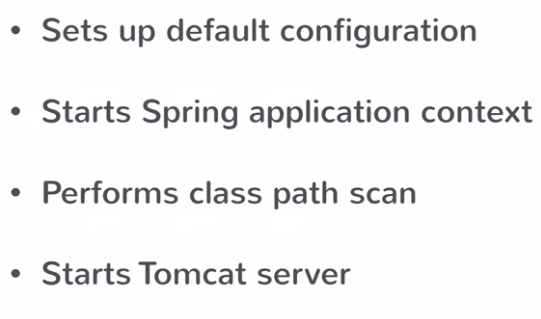 • Sets up default configuration
• Starts Spring application context
• Performs class path scan
• Starts Tomcat server